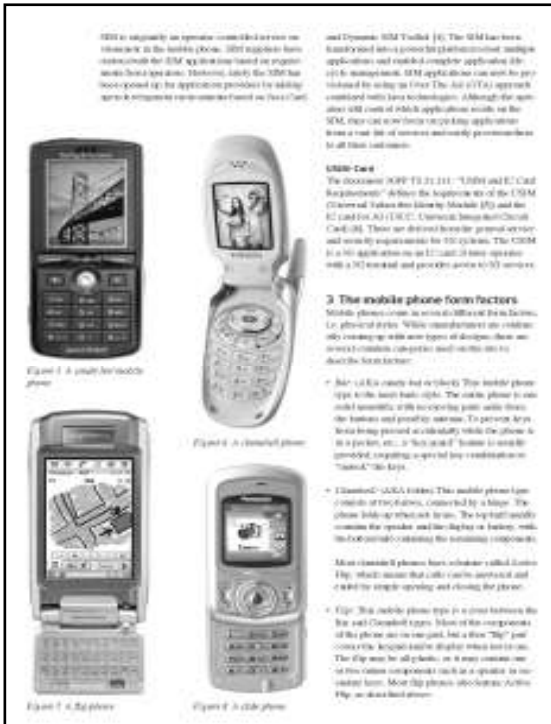 SIM is originally an operator controlled service en-
vironment in the mobile phone. SIM suppliers have
the SIM applications based on require-
ments from operators. However, lately the SIM has
been opened up for application providers by
development environments based on Java Card
Figure 5 A candy bar mobile
phone
Figure 6 A clamshell phone
Figure 7 A flip phone
Figure 8 A slide phone
and Dynamic SIM Toolkit [4]. The SIM has been
transformed into a powerful platform to host multiple
applications and enabled complete application life
cycle management. SIM applications can now be pro-
visioned by using an Over The Air (OTA) approach
combined with Java technologies. Although the oper-
ators still control which applications reside on the
SIM, they can now focus on picking applications
from a vast list of services and easily provision them
to all their customers.
USIM-Card
The document 3GPP TS 21.111: "USIM and IC Card
Requirements" defines the requirements of the USIM
(Universal Subscriber Identity Module [5]) and the
IC card for 3G (UICC, Universal Integrated Circuit
Card) [6]. These are derived from the general service
and security requirements for 3G systems. The USIM
is a 3G application on an IC card. It inter-operates
with a 3G terminal and provides access to 3G services.
3 The mobile phone form factors
Mobile phones come in several different form factors,
i.e. physical styles. While manufacturers are continu-
ally coming up with new types of designs, there are
several common categories used on this site to
describe form factor:
• Bar: (AKA candy-bar or block) This mobile phone
type is the most basic style. The entire phone is one
solid monolith, with no moving parts aside from
the buttons and possibly antenna. To prevent keys
from being pressed accidentally while the phone is
in a pocket, etc., a "key guard" feature is usually
provided, requiring a special key combination to
"unlock" the keys.
• Clamshell: (AKA folder) This mobile phone type
consists of two halves, connected by a hinge. The
phone folds up when not in use. The top half usually
contains the speaker and the display or battery, with
the bottom half containing the remaining components.
Most clamshell phones have a feature called Active
Flip, which means that calls can be answered and
ended by simply opening and closing the phone.
• Flip: This mobile phone type is a cross between the
Bar and Clamshell types. Most of the components
of the phone are in one part, but a thin "flip" part
covers the keypad and/or display when not in use.
The flip may be all plastic, or it may contain one
or two minor components such as a speaker or
Most flip phones also feature Active
Flip, as described above.